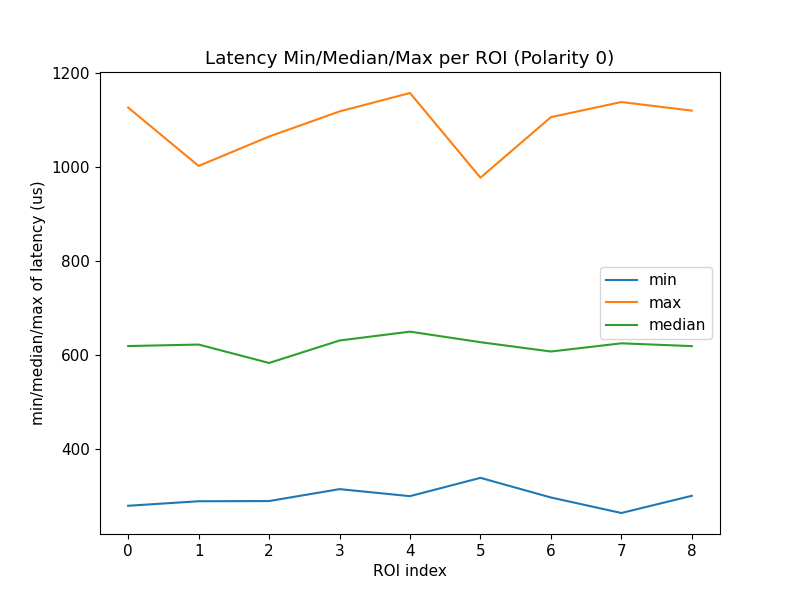 Latency Min/Median/Max per ROI (Polarity 0)
min/median/max of latency (us)
1200
1000
800
600
400
min
max
median
0 1 2 3 4 5 6 7 8
ROI index